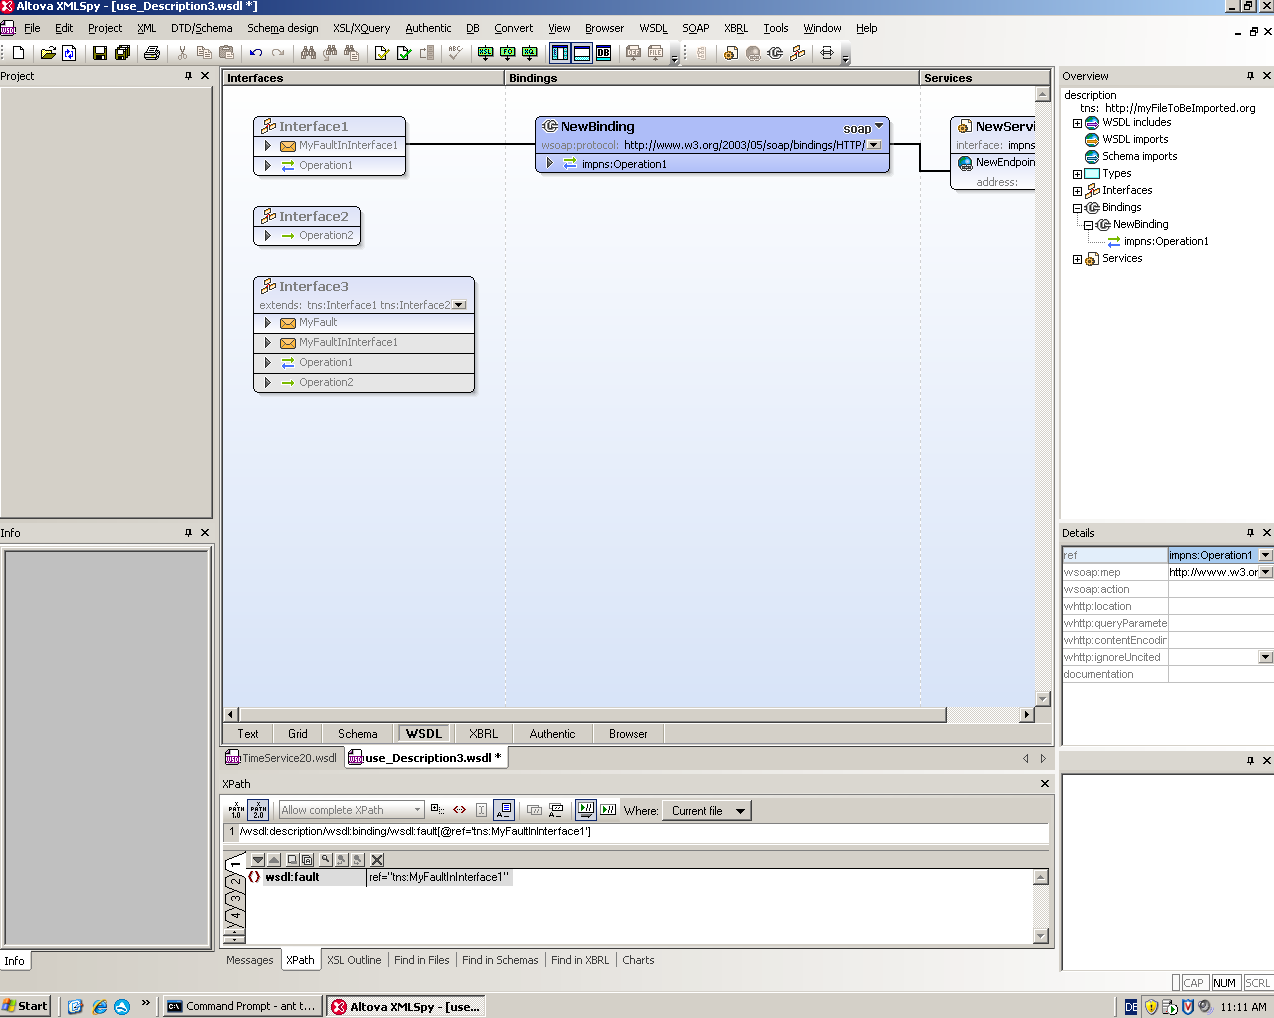 Altova XMLSpy - [use_Description3.wsdl *]
File Edit Project XML DTD/Schema Schema design XSL/XQuery Authentic DB Convert View Browser WSDL SOAP XBRL Tools Window Help
Project
Interfaces
Bindings
Services
Interface1
MyFaultInInterface1
Operation1
Interface2
Operation2
Interface3
extends: tns:Interface1 tns:Interface2
MyFault
MyFaultInInterface1
Operation1
Operation2
NewBinding
soap
wsoap:protocol: http://www.w3.org/2003/05/soap/bindings/HTTP/
impns:Operation1
NewServi
interface: impns
NewEndpoin
address:
Overview
description
tns: http://myFileToBeImported.org
WSDL includes
WSDL imports
Schema imports
Types
Interfaces
Bindings
NewBinding
impns:Operation1
Services
Info
Details
ref impns:Operation1
wsoap:mep http://www.w3.or
wsoap:action
whttp:location
whttp:queryParamete
whttp:contentEncodir
whttp:ignoreUncited
documentation
Text Grid Schema WSDL XBRL Authentic Browser
TimeService20.wsdl
use_Description3.wsdl *
XPath
XPATH 1.0
XPATH 2.0
Allow complete XPath
Where: Current file
1 /wsdl:description/wsdl:binding/wsdl:fault[@ref='tns:MyFaultInInterface1']
1
2
3
4
wsdl:fault ref="tns:MyFaultInInterface1"
Info
Messages XPath XSL Outline Find in Files Find in Schemas Find in XBRL Charts
CAP NUM SCRL
Start
Command Prompt - ant t...
Altova XMLSpy - [use...
DE
11:11 AM